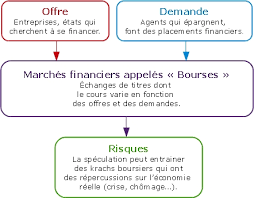 Offre
Entreprises, états qui
cherchent à se financer.
Demande
Agents qui épargnent,
font des placements financiers.
Marchés financiers appelés « Bourses »
Échanges de titres dont
le cours varie en fonction
des offres et des demandes.
Risques
La spéculation peut entrainer
des krachs boursiers qui ont
des répercussions sur l'économie
réelle (crise, chômage...).